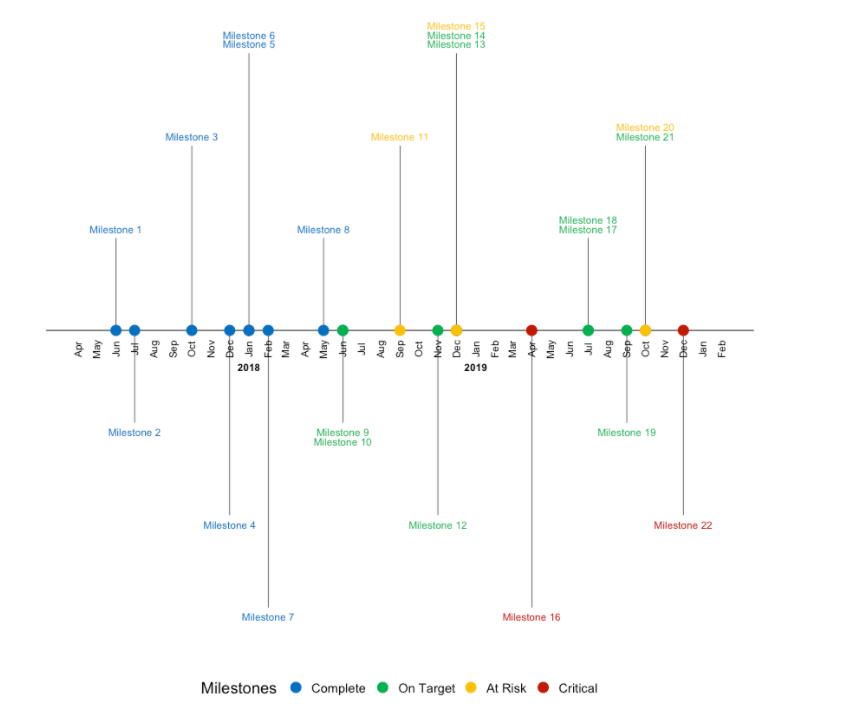 Milestone 15
Milestone 6 Milestone 14
Milestone 5 Milestone 13
Milestone 20
Milestone 3 Milestone 11 Milestone 21
Milestone 18
Milestone 1 Milestone 8 Milestone 17
Apr May Jun Jul Aug Sep Oct Nov Dec Jan Feb Mar Apr May Jun Jul Aug Sep Oct Nov Dec Jan Feb Mar Apr May Jun Jul Aug Sep Oct Nov Dec Jan Feb
2018 2019
Milestone 2 Milestone 9 Milestone 19
Milestone 10
Milestone 4 Milestone 12 Milestone 22
Milestone 7 Milestone 16
Milestones Complete On Target At Risk Critical